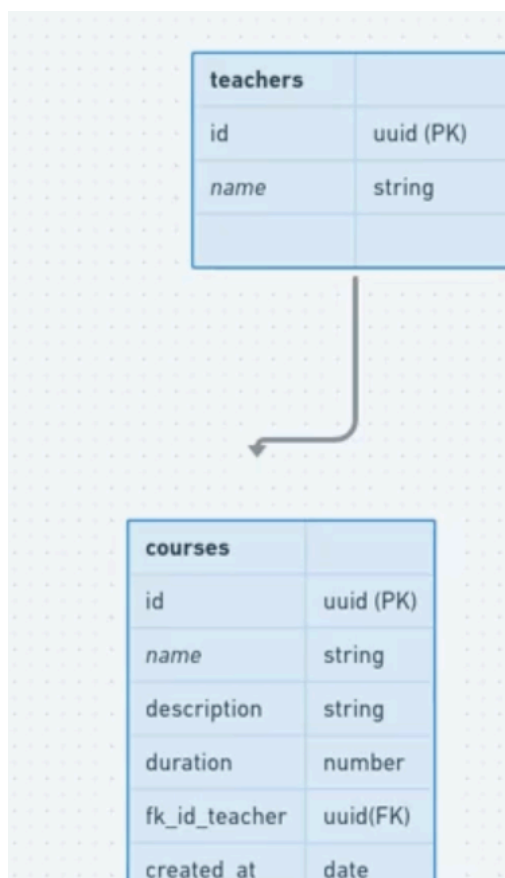 teachers
id uuid (PK)
name string
courses
id uuid (PK)
name string
description string
duration number
fk_id_teacher uuid(FK)
created_at date